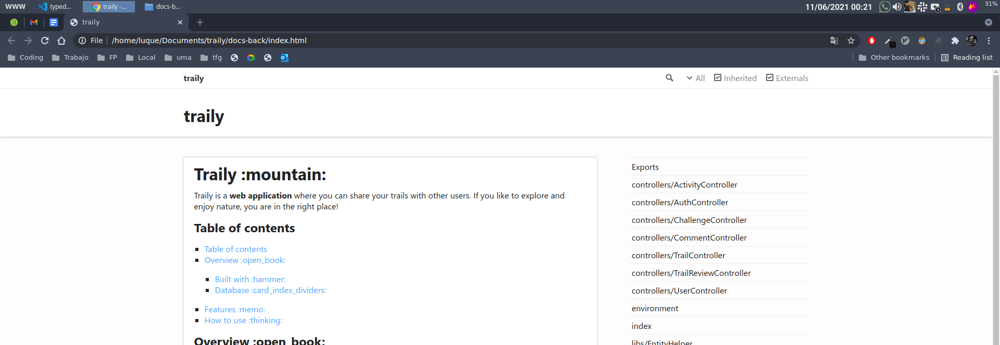 WWW typed... traily -... docs-b... 11/06/2021 00:21 31%
traily
File /home/luque/Documents/traily/docs-back/index.html
Coding Trabajo FP Local uma tfg Other bookmarks Reading list
traily All Inherited Externals
traily
Traily :mountain:
Traily is a web application where you can share your trails with other users. If you like to explore and
enjoy nature, you are in the right place!
Table of contents
Table of contents
Overview :open_book:
Built with :hammer:
Database :card_index_dividers:
Features :memo:
How to use :thinking:
Overview :open_book:
Exports
controllers/ActivityController
controllers/AuthController
controllers/ChallengeController
controllers/CommentController
controllers/TrailController
controllers/TrailReviewController
controllers/UserController
environment
index
libs/EntityHelper